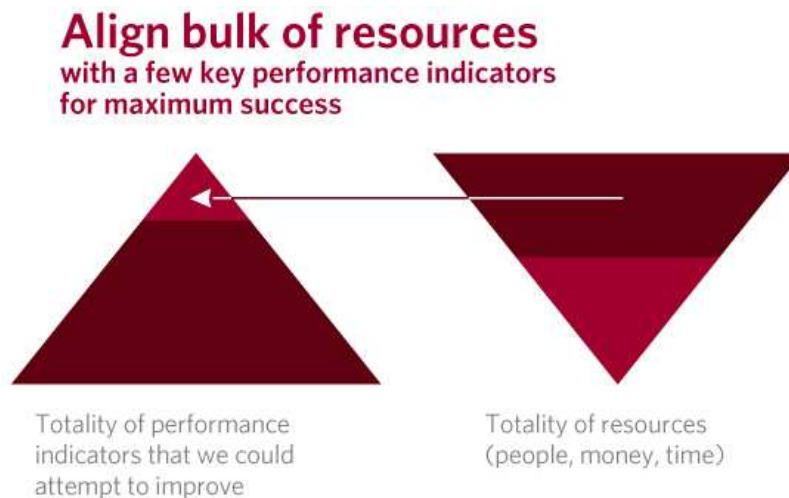 Align bulk of resources
with a few key performance indicators
for maximum success
Totality of performance
indicators that we could
attempt to improve
Totality of resources
(people, money, time)